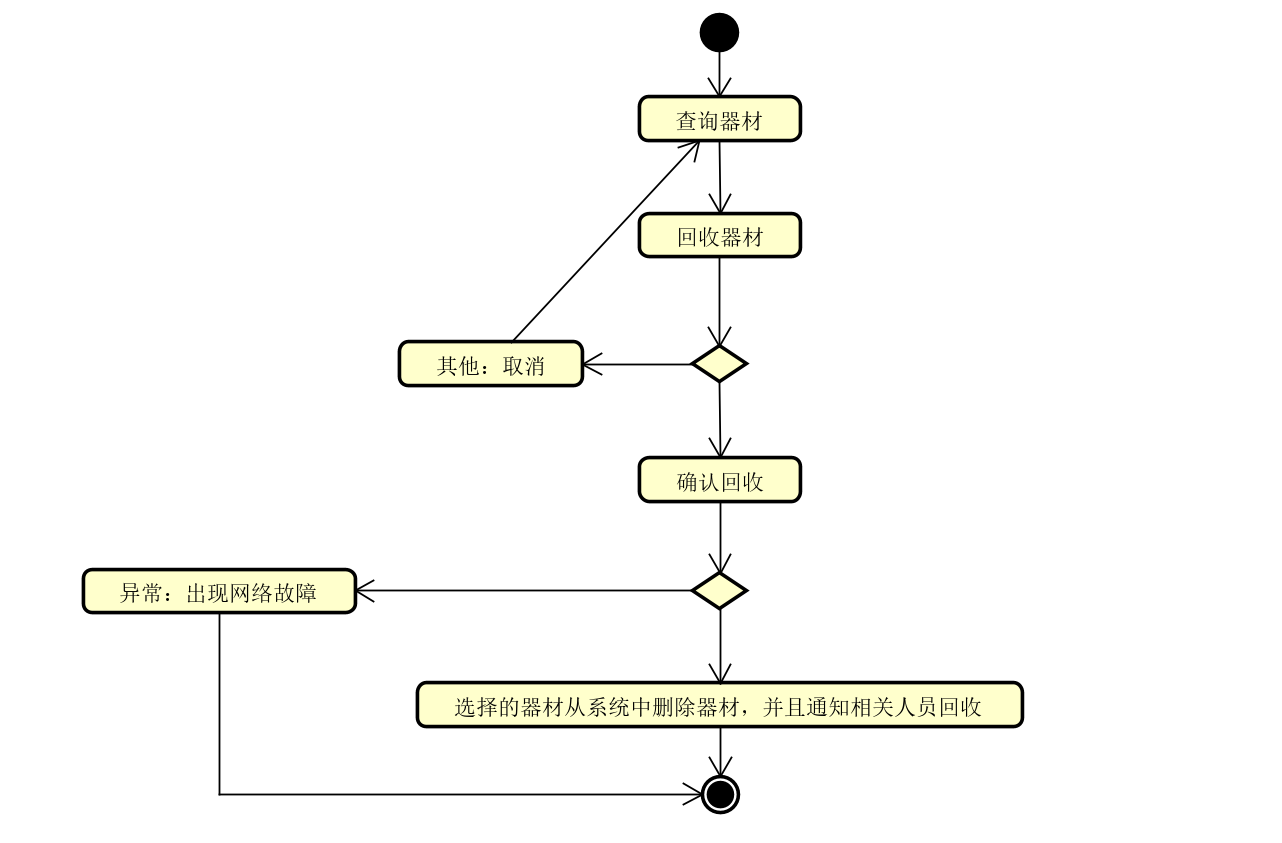 查询器材
回收器材
其他：取消
确认回收
异常：出现网络故障
选择的器材从系统中删除器材，并且通知相关人员回收